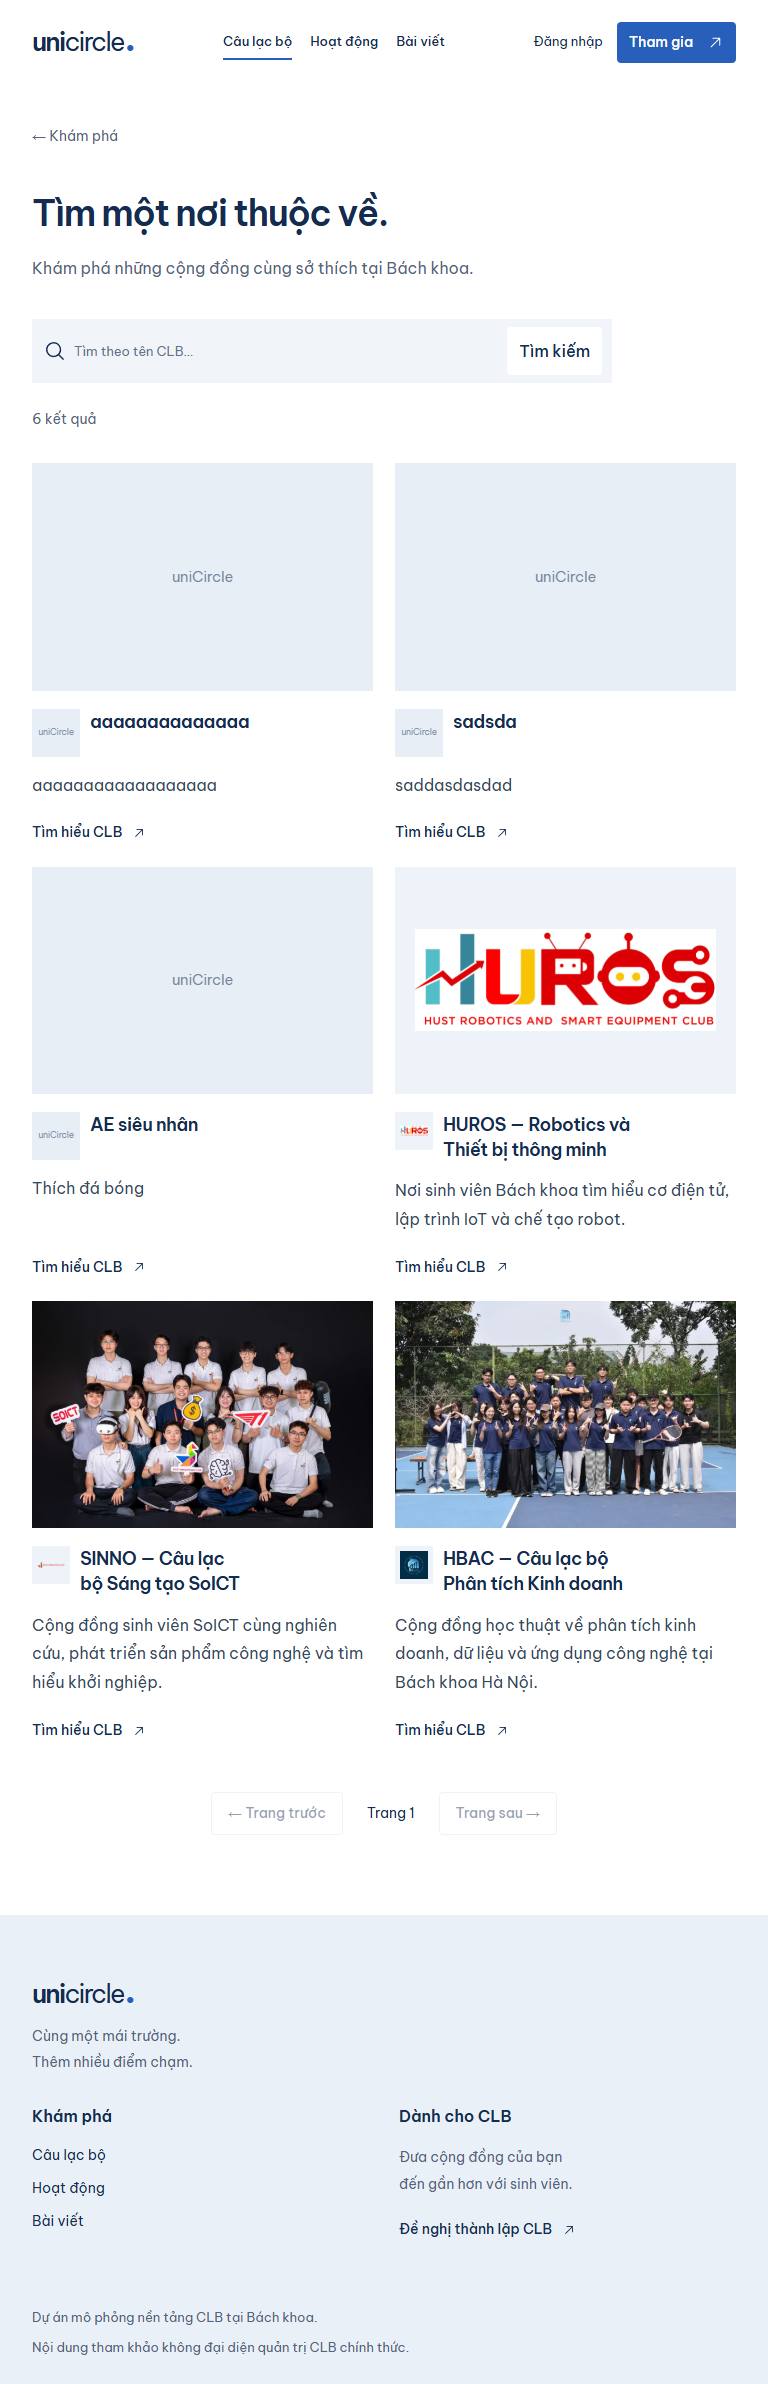 unicircle.
Câu lạc bộ
Hoạt động
Bài viết
Đăng nhập
Tham gia ↗
← Khám phá
Tìm một nơi thuộc về.
Khám phá những cộng đồng cùng sở thích tại Bách khoa.
Tìm theo tên CLB...
Tìm kiếm
6 kết quả
uniCircle
uniCircle
aaaaaaaaaaaaaa
aaaaaaaaaaaaaaaaaa
Tìm hiểu CLB ↗
uniCircle
uniCircle
sadsda
saddasdasdad
Tìm hiểu CLB ↗
uniCircle
uniCircle
AE siêu nhân
Thích đá bóng
Tìm hiểu CLB ↗
HUROS
HUST ROBOTICS AND SMART EQUIPMENT CLUB
HUROS
HUROS — Robotics và
Thiết bị thông minh
Nơi sinh viên Bách khoa tìm hiểu cơ điện tử,
lập trình IoT và chế tạo robot.
Tìm hiểu CLB ↗
SOICT
SINNO — Câu lạc
bộ Sáng tạo SoICT
Cộng đồng sinh viên SoICT cùng nghiên
cứu, phát triển sản phẩm công nghệ và tìm
hiểu khởi nghiệp.
Tìm hiểu CLB ↗
HBAC — Câu lạc bộ
Phân tích Kinh doanh
Cộng đồng học thuật về phân tích kinh
doanh, dữ liệu và ứng dụng công nghệ tại
Bách khoa Hà Nội.
Tìm hiểu CLB ↗
← Trang trước
Trang 1
Trang sau →
unicircle.
Cùng một mái trường.
Thêm nhiều điểm chạm.
Khám phá
Câu lạc bộ
Hoạt động
Bài viết
Dành cho CLB
Đưa cộng đồng của bạn
đến gần hơn với sinh viên.
Đề nghị thành lập CLB ↗
Dự án mô phỏng nền tảng CLB tại Bách khoa.
Nội dung tham khảo không đại diện quản trị CLB chính thức.